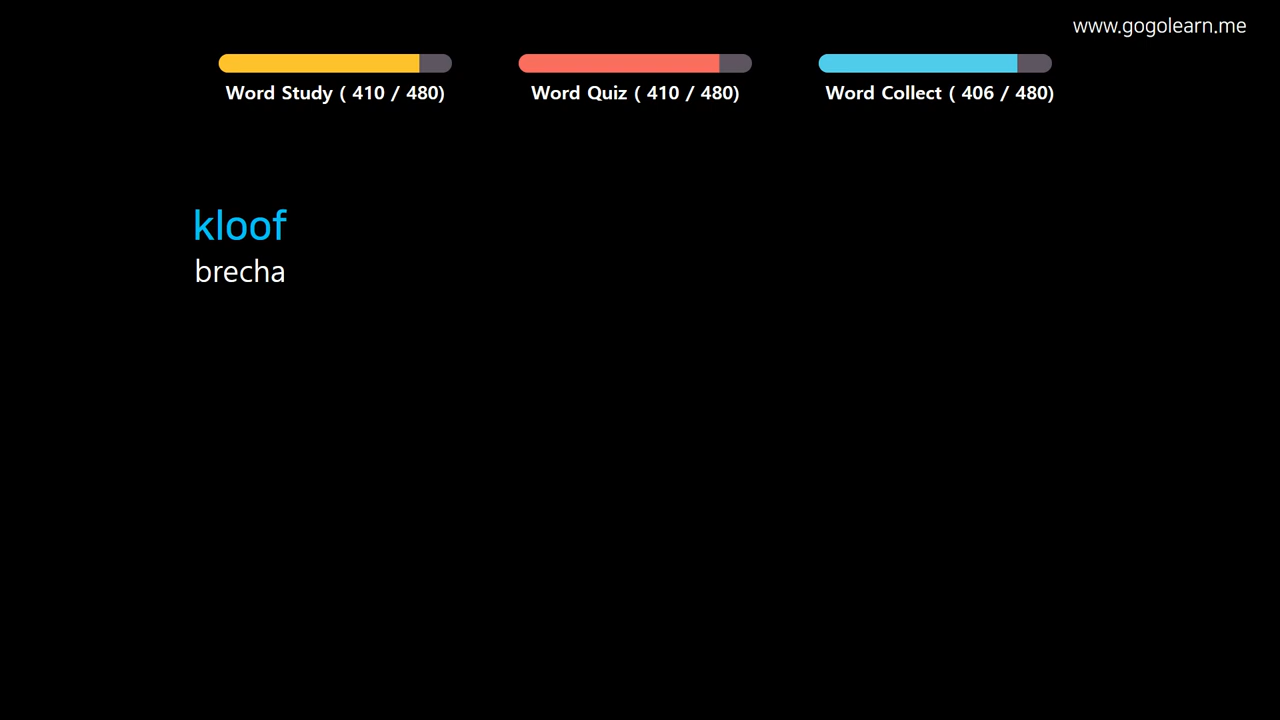 www.gogolearn.me
Word Study ( 410 / 480)
Word Quiz ( 410 / 480)
Word Collect ( 406 / 480)
kloof
brecha